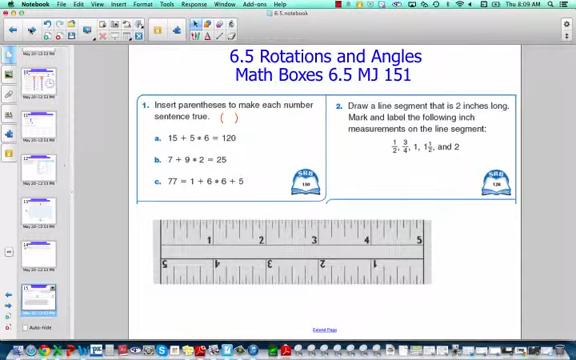 Notebook File Edit View Insert Format Tools Window Add-ons Help Thu 8:09 AM
6.5.notebook
6.5 Rotations and Angles
Math Boxes 6.5 MJ 151
1. Insert parentheses to make each number
sentence true. ( )
a. 15 + 5 * 6 = 120
b. 7 + 9 * 2 = 25
c. 77 = 1 + 6 * 6 + 5
SRB
2. Draw a line segment that is 2 inches long.
Mark and label the following inch
measurements on the line segment:
1/2, 3/4, 1, 1 1/2, and 2
SRB
1 2 3 4 5
5 4 3 2 1
Extend Page
Auto-Hide